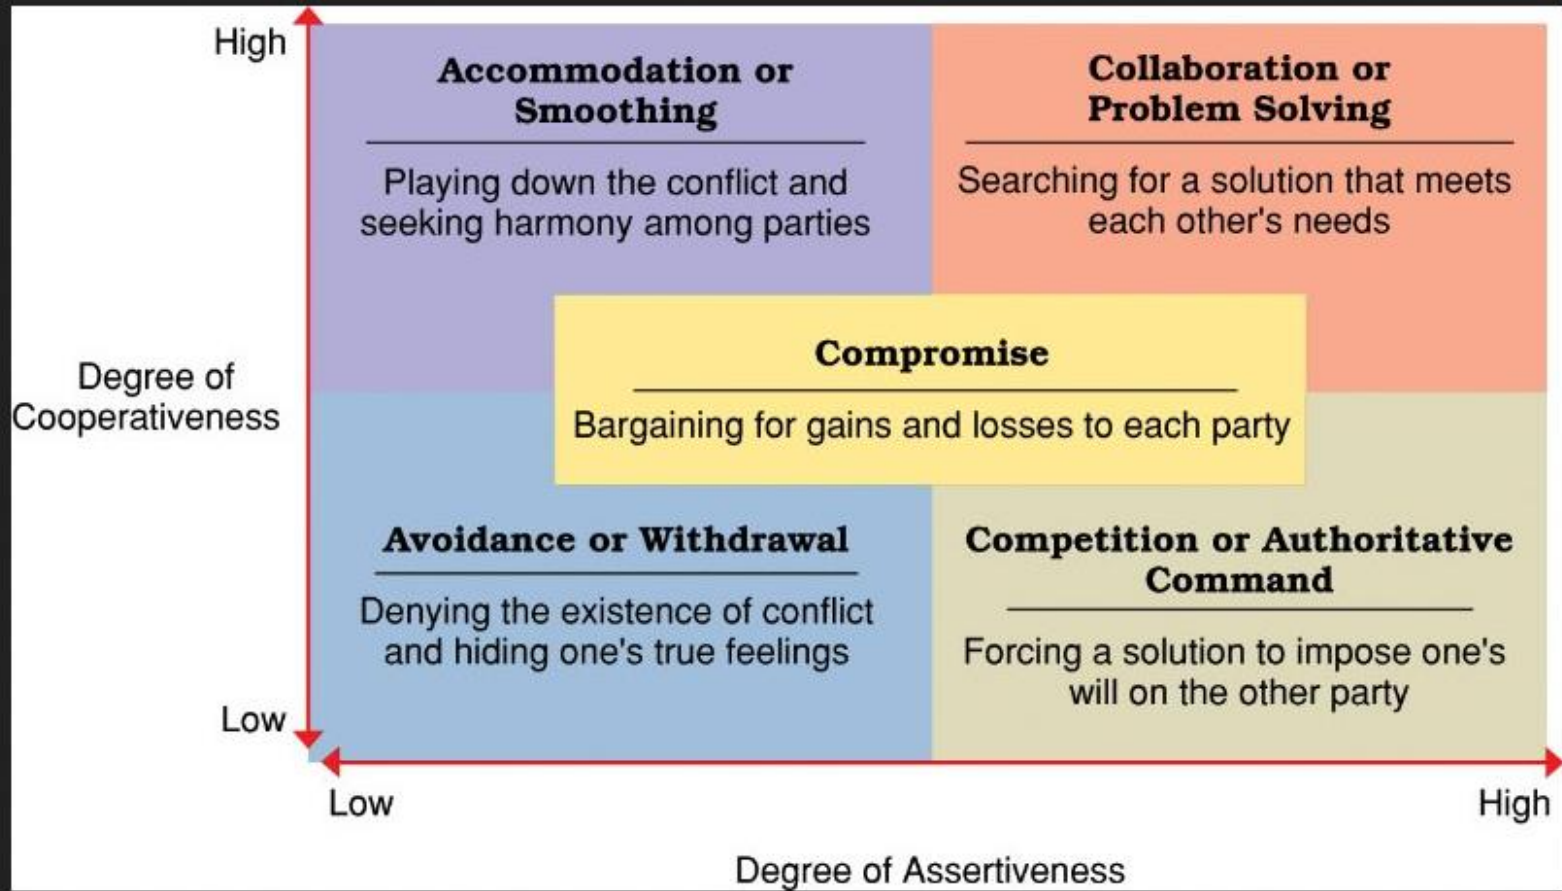 High
Accommodation or
Smoothing
Playing down the conflict and
seeking harmony among parties
Collaboration or
Problem Solving
Searching for a solution that meets
each other's needs
Degree of
Cooperativeness
Compromise
Bargaining for gains and losses to each party
Avoidance or Withdrawal
Denying the existence of conflict
and hiding one's true feelings
Competition or Authoritative
Command
Forcing a solution to impose one's
will on the other party
Low
Low
High
Degree of Assertiveness